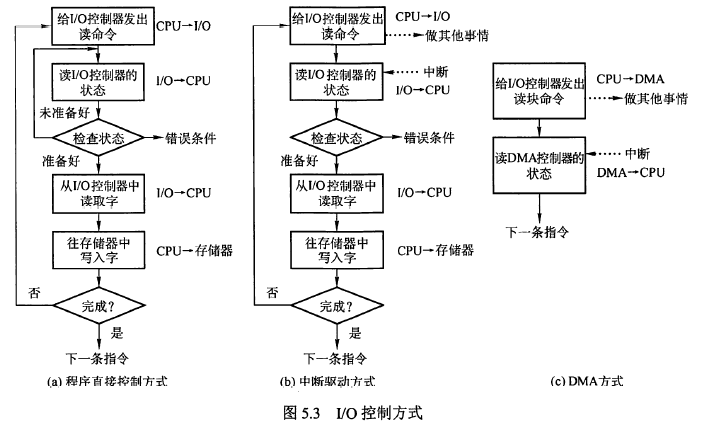 给I/O控制器发出
读命令
CPU→I/O
读I/O控制器的
状态
I/O→CPU
未准备好
检查状态
错误条件
准备好
从I/O控制器中
读取字
I/O→CPU
往存储器中
写入字
CPU→存储器
否
完成?
是
下一条指令
(a) 程序直接控制方式
给I/O控制器发出
读命令
CPU→I/O
做其他事情
读I/O控制器的
状态
中断
I/O→CPU
检查状态
错误条件
准备好
从I/O控制器中
读取字
I/O→CPU
往存储器中
写入字
CPU→存储器
否
完成?
是
下一条指令
(b) 中断驱动方式
给I/O控制器发出
读块命令
CPU→DMA
做其他事情
读DMA控制器的
状态
中断
DMA→CPU
下一条指令
(c) DMA方式
图 5.3 I/O 控制方式